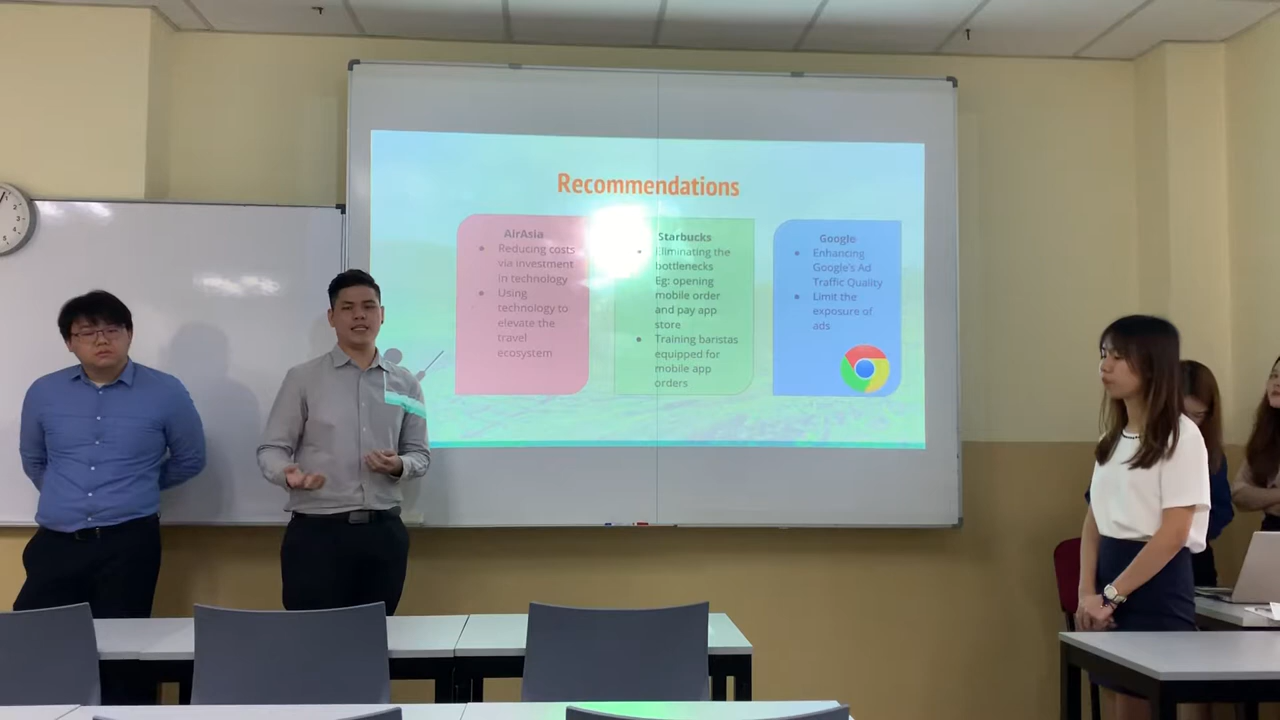 Recommendations
AirAsia
● Reducing costs
via investment
in technology
● Using
technology to
elevate the
travel
ecosystem
Starbucks
● Eliminating the
bottlenecks
Eg: opening
mobile order
and pay app
store
● Training baristas
equipped for
mobile app
orders
Google
● Enhancing
Google's Ad
Traffic Quality
● Limit the
exposure of
ads